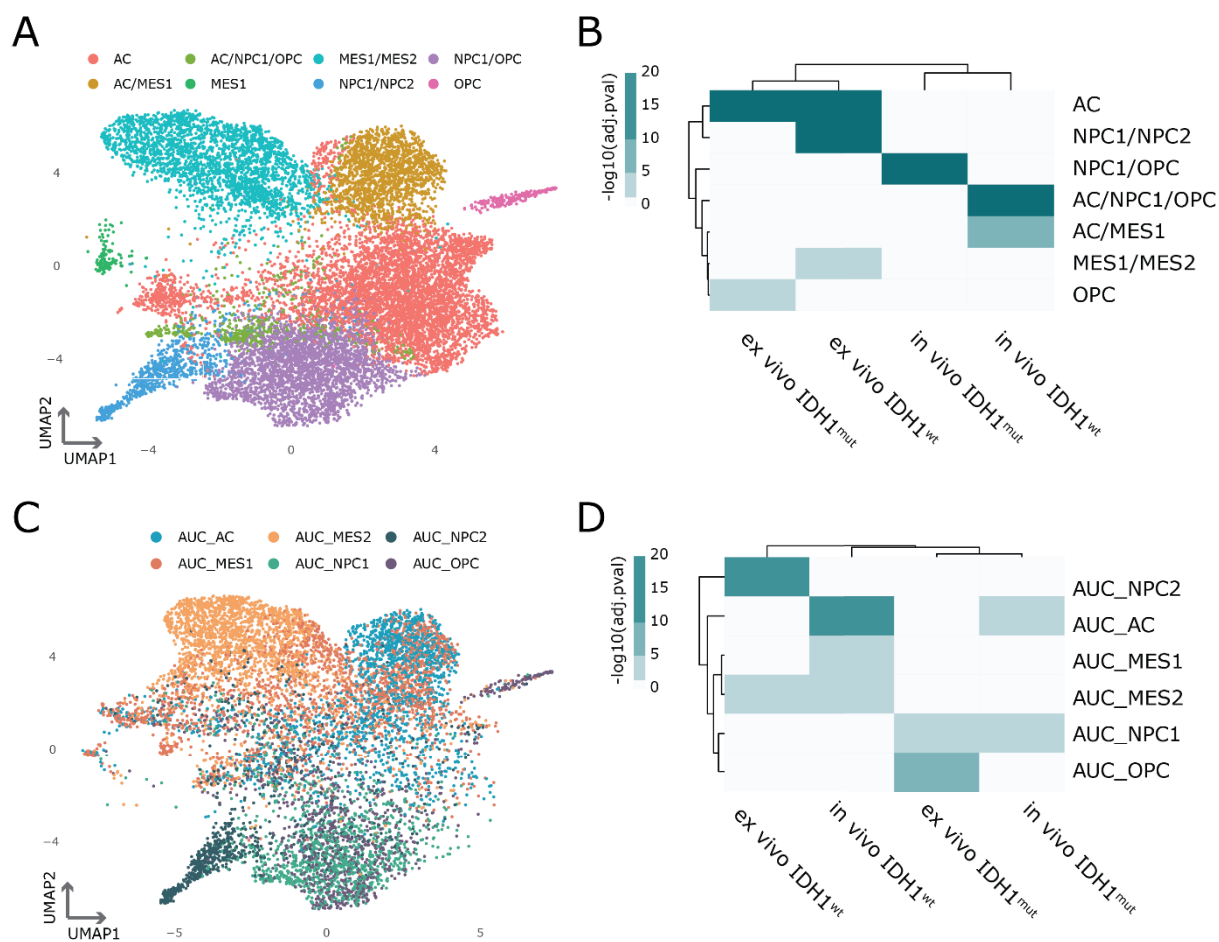 A
AC
AC/NPC1/OPC
MES1/MES2
NPC1/OPC
AC/MES1
MES1
NPC1/NPC2
OPC
4
0
−4
UMAP2
UMAP1
−4
0
4
B
-log10(adj.pval)
20
15
10
5
0
AC
NPC1/NPC2
NPC1/OPC
AC/NPC1/OPC
AC/MES1
MES1/MES2
OPC
ex vivo IDH1mut
ex vivo IDH1wt
in vivo IDH1mut
in vivo IDH1wt
C
AUC_AC
AUC_MES2
AUC_NPC2
AUC_MES1
AUC_NPC1
AUC_OPC
4
0
−4
UMAP2
UMAP1
−5
0
5
D
-log10(adj.pval)
20
15
10
5
0
AUC_NPC2
AUC_AC
AUC_MES1
AUC_MES2
AUC_NPC1
AUC_OPC
ex vivo IDH1wt
in vivo IDH1wt
ex vivo IDH1mut
in vivo IDH1mut